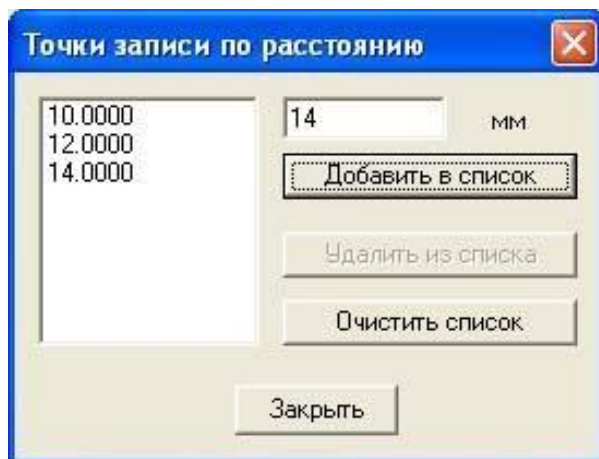 Точки записи по расстоянию
10.0000
12.0000
14.0000
14 мм
Добавить в список
Удалить из списка
Очистить список
Закрыть